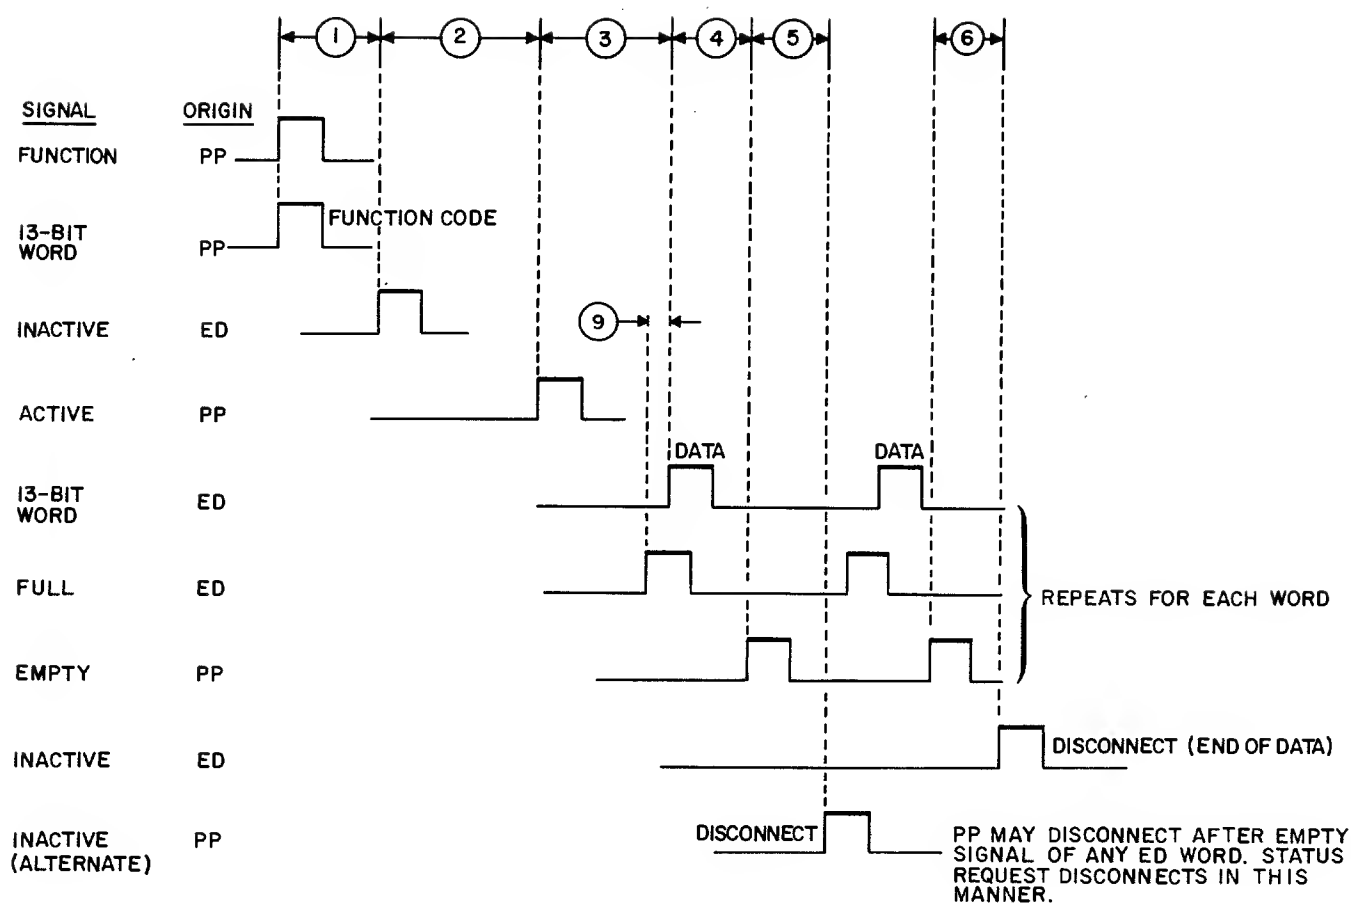 1 2 3 4 5 6
SIGNAL ORIGIN
FUNCTION PP
FUNCTION CODE
13-BIT
WORD PP
INACTIVE ED
9
ACTIVE PP
DATA DATA
13-BIT
WORD ED
FULL ED
REPEATS FOR EACH WORD
EMPTY PP
INACTIVE ED DISCONNECT (END OF DATA)
INACTIVE
(ALTERNATE) PP DISCONNECT
PP MAY DISCONNECT AFTER EMPTY
SIGNAL OF ANY ED WORD. STATUS
REQUEST DISCONNECTS IN THIS
MANNER.